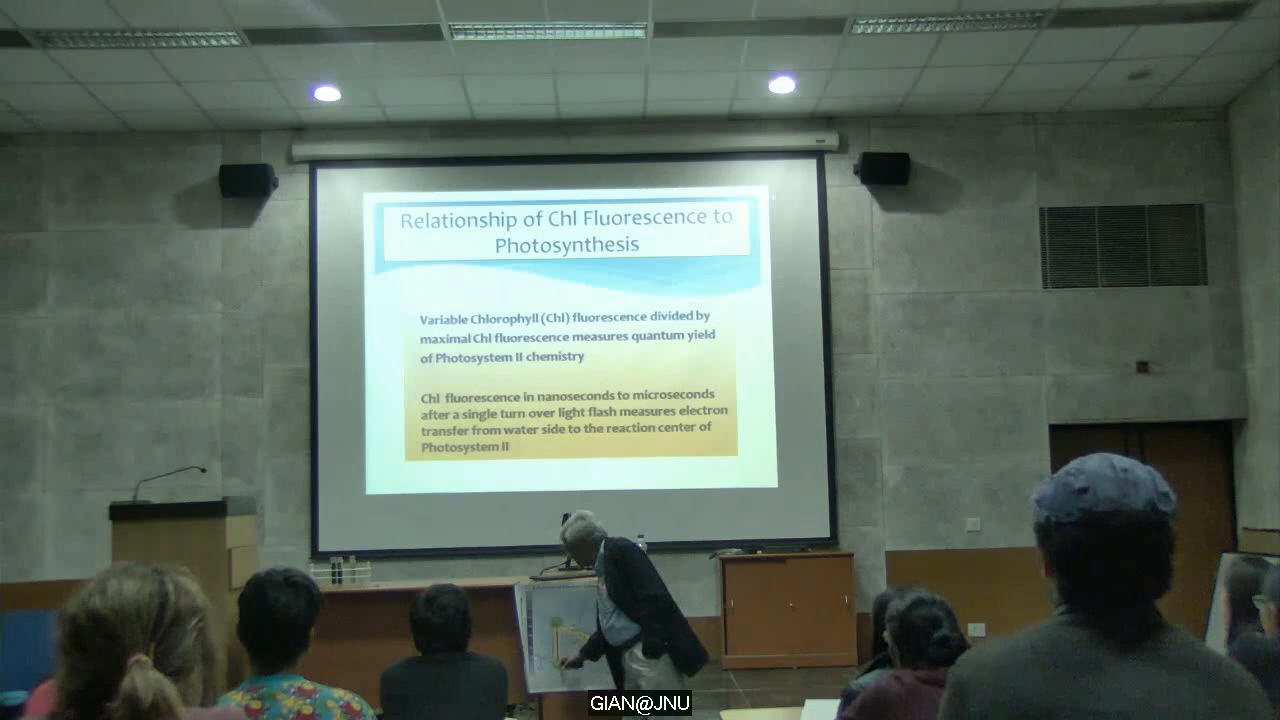 Relationship of Chl Fluorescence to
Photosynthesis
Variable Chlorophyll (Chl) fluorescence divided by
maximal Chl fluorescence measures quantum yield
of Photosystem II chemistry
Chl fluorescence in nanoseconds to microseconds
after a single turn over light flash measures electron
transfer from water side to the reaction center of
Photosystem II
GIAN@JNU